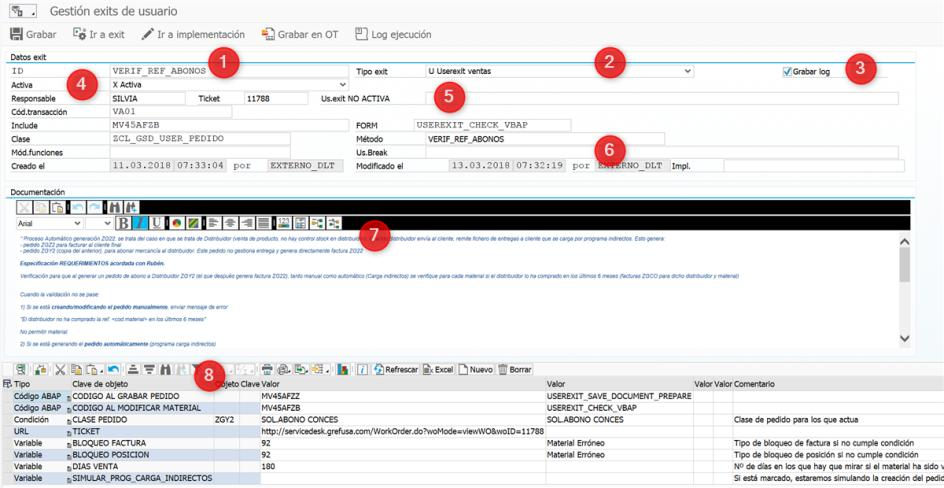 Gestión exits de usuario
Grabar Ir a exit Ir a implementación Grabar en OT Log ejecución
Datos exit
ID VERIF_REF_ABONOS 1 Tipo exit U Userexit ventas 2 Grabar log 3
Activa 4 X Activa
Responsable SILVIA Ticket 11788 Us.exit NO ACTIVA 5
Cód.transacción VA01
Include MV45AFZB FORM USEREXIT_CHECK_VBAP
Clase ZCL_GSD_USER_PEDIDO Método VERIF_REF_ABONOS
Mód.funciones Us.Break 6
Creado el 11.03.2018 07:33:04 por EXTERNO_DLT Modificado el 13.03.2018 07:32:19 por EXTERNO_DLT Impl.
Documentación
Arial B I U 7
* Proceso Automático generación ZO22, se trata del caso en que se trata de Distribuidor (venta de producto, no hay control stock en distribuidor distribuidor envía al cliente, remite fichero de entregas a cliente que se carga por programa indirectos). Esto genera:
- pedido ZOZ2 para facturar al cliente final
- pedido ZGY2 (copia del anterior), para abonar mercancía al distribuidor. Este pedido no gestiona entrega y genera directamente factura ZG22
Especificación REQUERIMIENTOS acordada con Rubén.
Verificación para que al generar un pedido de abono a Distribuidor ZGY2 (el que después genera factura ZG22), tanto manual como automático (Carga indirectos) se verifique para cada material si el distribuidor lo ha comprado en los últimos 6 meses (facturas ZGCO para dicho distribuidor y material)
Cuando la validación no se pase:
1) Si se está creando/modificando el pedido manualmente, enviar mensaje de error
"El distribuidor no ha comprado la ref. <cod.material> en los últimos 6 meses"
No permitir material.
2) Si se está generando el pedido automáticamente (programa carga indirectos)
8 Refrescar Excel Nuevo Borrar
Tipo Clave de objeto Objeto Clave Valor Valor Valor Valor Comentario
Código ABAP CODIGO AL GRABAR PEDIDO MV45AFZZ USEREXIT_SAVE_DOCUMENT_PREPARE
Código ABAP CODIGO AL MODIFICAR MATERIAL MV45AFZB USEREXIT_CHECK_VBAP
Condición CLASE PEDIDO ZGY2 SOL.ABONO CONCES SOL.ABONO CONCES Clase de pedido para los que actua
URL TICKET http://servicedesk.grefusa.com/WorkOrder.do?woMode=viewWO&woID=11788
Variable BLOQUEO FACTURA 92 Material Erróneo Tipo de bloqueo de factura si no cumple condición
Variable BLOQUEO POSICION 92 Material Erróneo Tipo de bloqueo de posición si no cumple condición
Variable DIAS VENTA 180 Nº de días en los que hay que mirar si el material ha sido v
Variable SIMULAR_PROG_CARGA_INDIRECTOS Si está marcado, estaremos simulando la creación del pedid